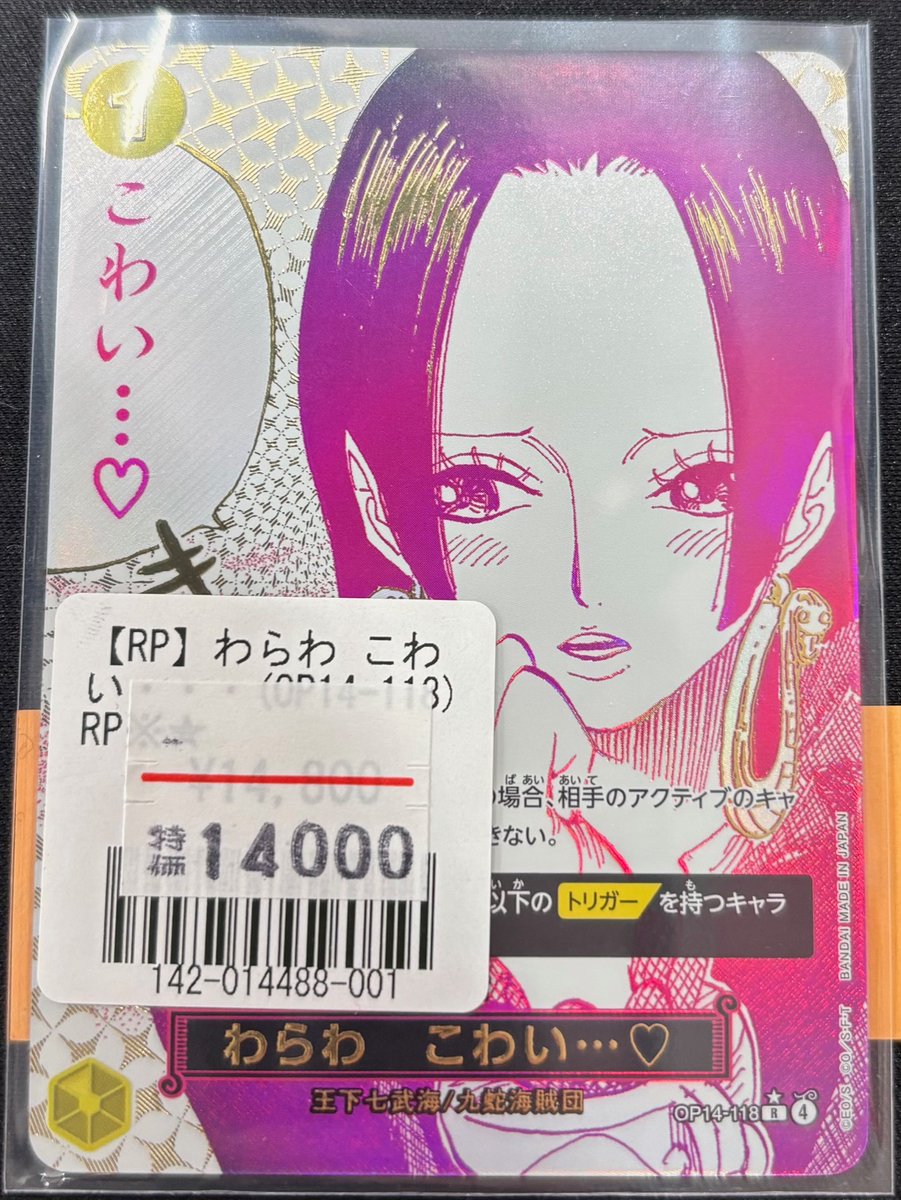 1
こわい…♡
き
【RP】わらわ こわ
い・・・(OP14-118)
RP※★
¥14,800
特価 14000
142-014488-001
場合、相手のアクティブのキャ
きない。
以下の トリガー を持つキャラ
わらわ こわい…♡
王下七武海/九蛇海賊団
OP14-118 ★ R 4
©EO/S ©O/S・F・T BANDAI MADE IN JAPAN